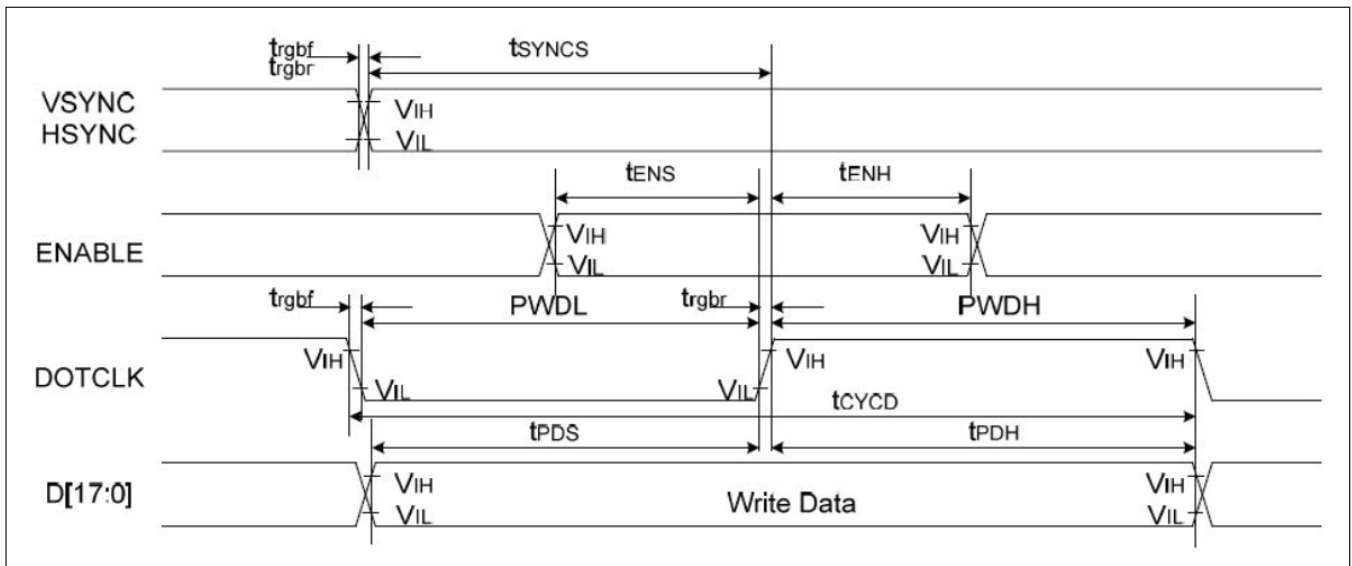 trgbf
trgbr
tSYNCS
VSYNC
HSYNC
VIH
VIL
tENS
tENH
ENABLE
VIH
VIL
VIH
VIL
trgbf
PWDL
trgbr
PWDH
DOTCLK
VIH
VIL
VIL
VIH
VIH
tCYCD
tPDS
tPDH
D[17:0]
VIH
VIL
Write Data
VIH
VIL